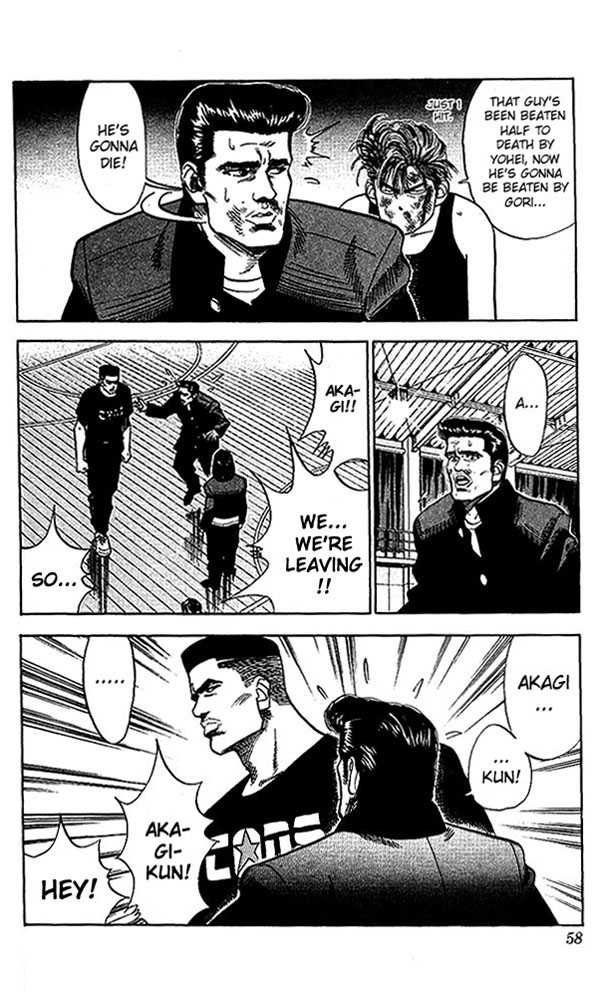 THAT GUY'S
BEEN BEATEN
HALF TO
DEATH BY
YOHEI, NOW
HE'S GONNA
BE BEATEN BY
GORI...
JUST 1
HIT.
HE'S
GONNA
DIE!
A...
AKA-
GI!!
WE...
WE'RE
LEAVING
!!
SO...
AKAGI
...
...
KUN!
.....
AKA-
GI-
KUN!
HEY!
58